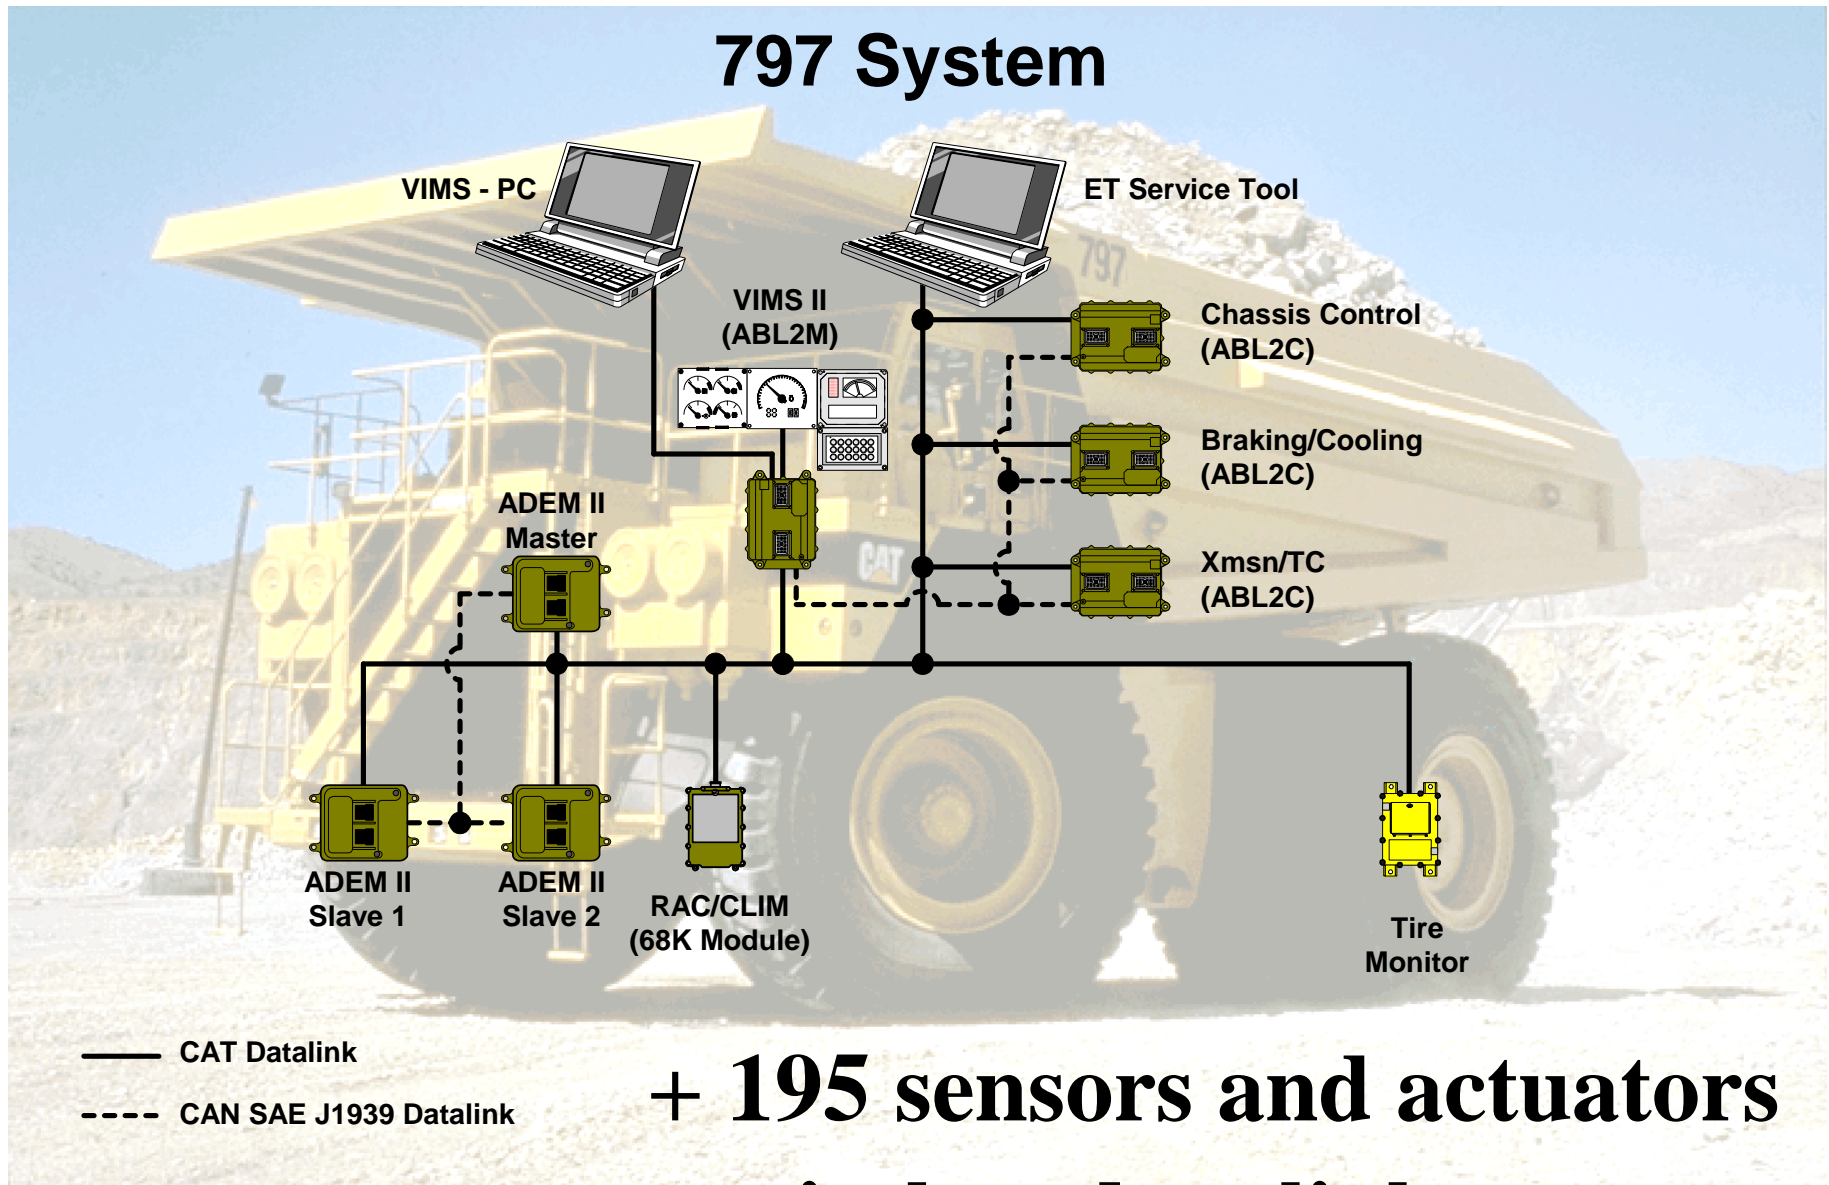 797 System
VIMS - PC
ET Service Tool
797
VIMS II
(ABL2M)
Chassis Control
(ABL2C)
Braking/Cooling
(ABL2C)
ADEM II
Master
CAT
Xmsn/TC
(ABL2C)
ADEM II
Slave 1
ADEM II
Slave 2
RAC/CLIM
(68K Module)
Tire
Monitor
CAT Datalink
CAN SAE J1939 Datalink
+ 195 sensors and actuators